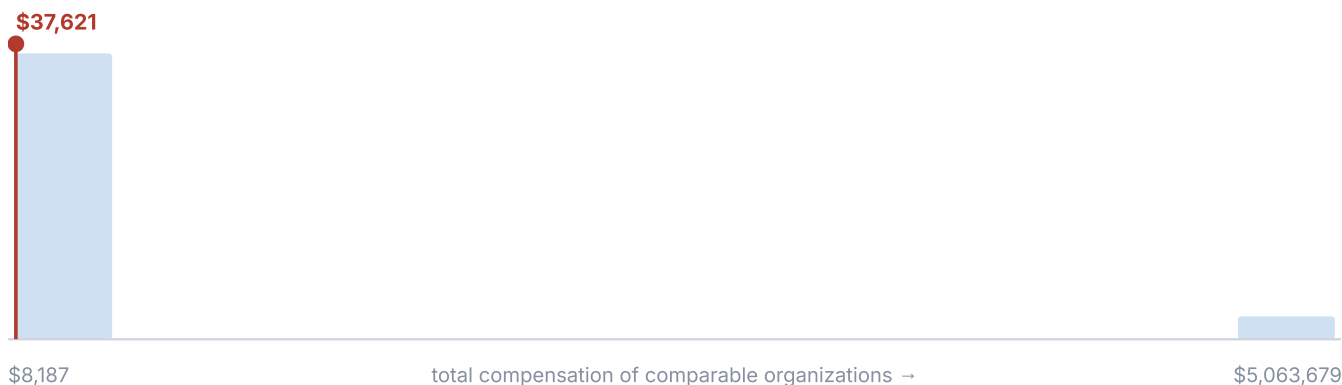 $37,621
$8,187
total compensation of comparable organizations →
$5,063,679